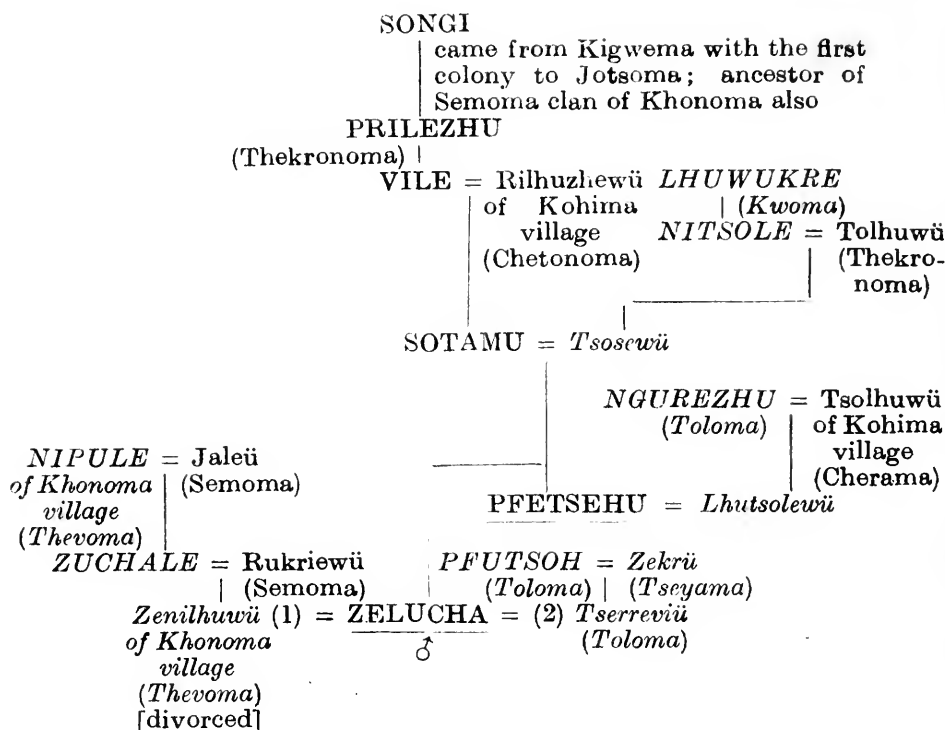 SONGI
came from Kigwema with the first
colony to Jotsoma; ancestor of
Semoma clan of Khonoma also
PRILEZHU
(Thekronoma)
VILE = Rilhuzhewü LHUWUKRE
of Kohima (Kwoma)
village NITSOLE = Tolhuwü
(Chetonoma) (Thekro-
noma)
SOTAMU = Tsosewü
NGUREZHU = Tsolhuwü
(Toloma) of Kohima
village
(Cherama)
NIPULE = Jaleü
of Khonoma (Semoma)
village
(Thevoma)
PFETSEHU = Lhutsolewü
ZUCHALE = Rukriewü PFUTSOH = Zekrü
(Semoma) (Toloma) (Tseyama)
Zenilhuwü (1) = ZELUCHA = (2) Tserreviü
of Khonoma ♂ (Toloma)
village
(Thevoma)
[divorced]